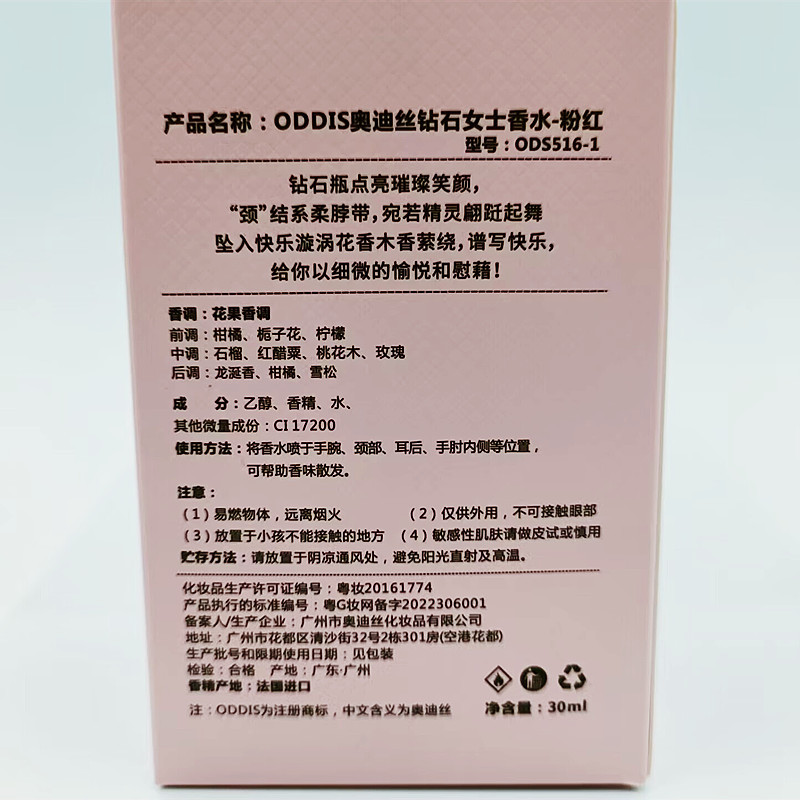 产品名称：ODDIS奥迪丝钻石女士香水-粉红
型号：ODS516-1
钻石瓶点亮璀璨笑颜，
“颈”结系柔脖带，宛若精灵翩跹起舞
坠入快乐漩涡花香木香萦绕，谱写快乐，
给你以细微的愉悦和慰藉！
香调：花果香调
前调：柑橘、栀子花、柠檬
中调：石榴、红醋粟、桃花木、玫瑰
后调：龙涎香、柑橘、雪松
成　分：乙醇、香精、水、
其他微量成份：CI 17200
使用方法：将香水喷于手腕、颈部、耳后、手肘内侧等位置，
可帮助香味散发。
注意：
（1）易燃物体，远离烟火　（2）仅供外用，不可接触眼部
（3）放置于小孩不能接触的地方　（4）敏感性肌肤请做皮试或慎用
贮存方法：请放置于阴凉通风处，避免阳光直射及高温。
化妆品生产许可证编号：粤妆20161774
产品执行的标准编号：粤G妆网备字2022306001
备案人/生产企业：广州市奥迪丝化妆品有限公司
地址：广州市花都区清沙街32号2栋301房(空港花都)
生产批号和限期使用日期：见包装
检验：合格　产地：广东·广州
香精产地：法国进口
注：ODDIS为注册商标，中文含义为奥迪丝
净含量：30ml